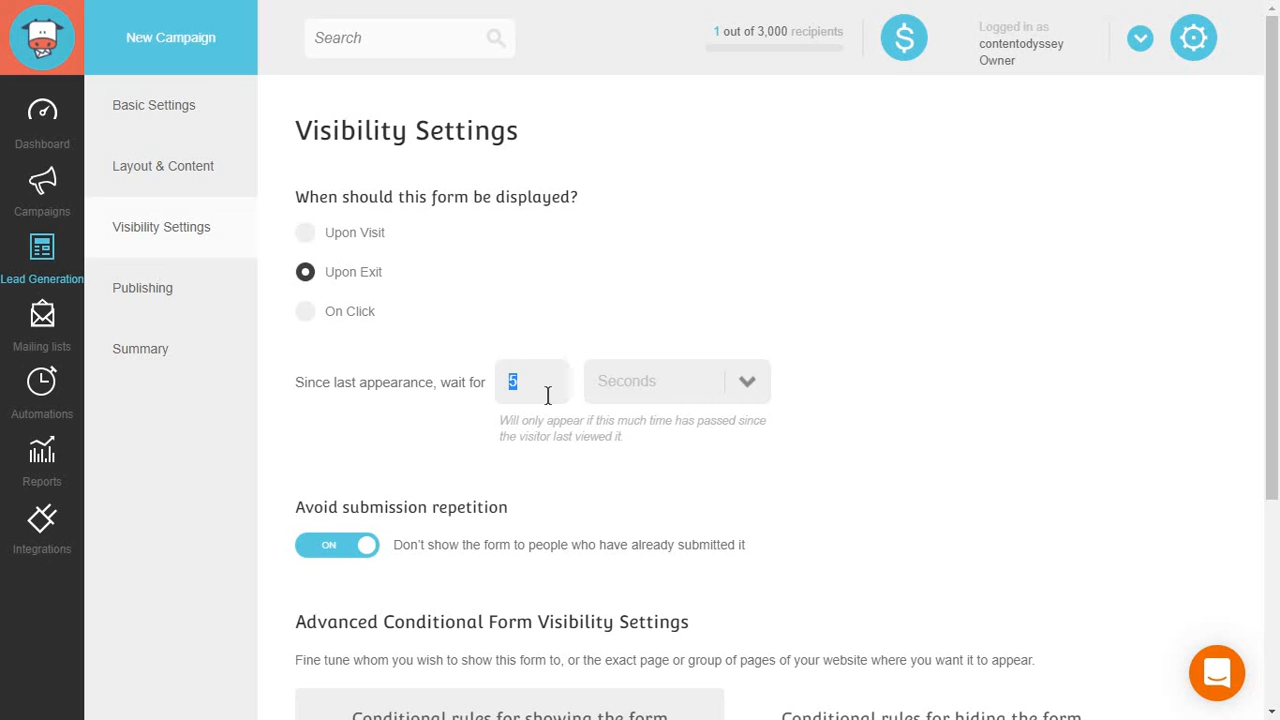 New Campaign
Search
1 out of 3,000 recipients
Logged in as
contentodyssey
Owner
Dashboard
Campaigns
Lead Generation
Mailing lists
Automations
Reports
Integrations
Basic Settings
Layout & Content
Visibility Settings
Publishing
Summary
Visibility Settings
When should this form be displayed?
Upon Visit
Upon Exit
On Click
Since last appearance, wait for 5 Seconds
Will only appear if this much time has passed since
the visitor last viewed it.
Avoid submission repetition
ON Don't show the form to people who have already submitted it
Advanced Conditional Form Visibility Settings
Fine tune whom you wish to show this form to, or the exact page or group of pages of your website where you want it to appear.
Conditional rules for showing the form
Conditional rules for hiding the form